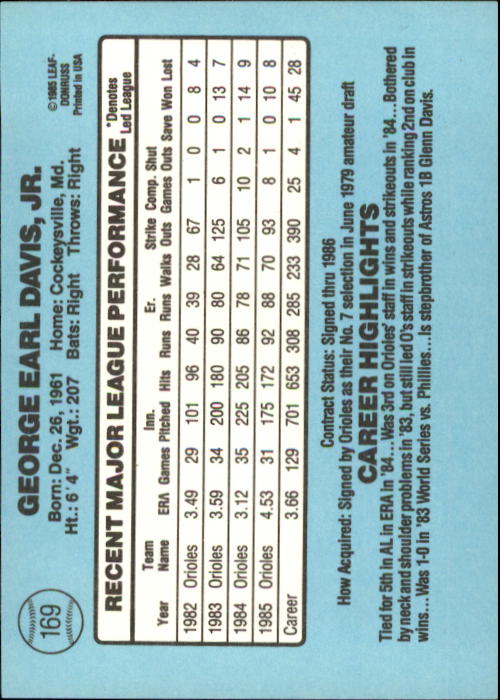 169
GEORGE EARL DAVIS, JR.
©1985 LEAF-
DONRUSS
Printed in USA
Born: Dec. 26, 1961 Home: Cockeysville, Md.
Ht.: 6´4″ Wgt.: 207 Bats: Right Throws: Right
RECENT MAJOR LEAGUE PERFORMANCE *Denotes
Led League
Team Inn. Er. Strike Comp. Shut
Year Name ERA Games Pitched Hits Runs Runs Walks Outs Games Outs Save Won Lost
1982 Orioles 3.49 29 101 96 40 39 28 67 1 0 0 8 4
1983 Orioles 3.59 34 200 180 90 80 64 125 6 1 0 13 7
1984 Orioles 3.12 35 225 205 86 78 71 105 10 2 1 14 9
1985 Orioles 4.53 31 175 172 92 88 70 93 8 1 0 10 8
Career 3.66 129 701 653 308 285 233 390 25 4 1 45 28
Contract Status: Signed thru 1986
How Acquired: Signed by Orioles as their No. 7 selection in June 1979 amateur draft
CAREER HIGHLIGHTS
Tied for 5th in AL in ERA in '84... Was 3rd on Orioles' staff in wins and strikeouts in '84...Bothered
by neck and shoulder problems in '83, but still led O's staff in strikeouts while ranking 2nd on club in
wins... Was 1-0 in '83 World Series vs. Phillies...Is stepbrother of Astros 1B Glenn Davis.